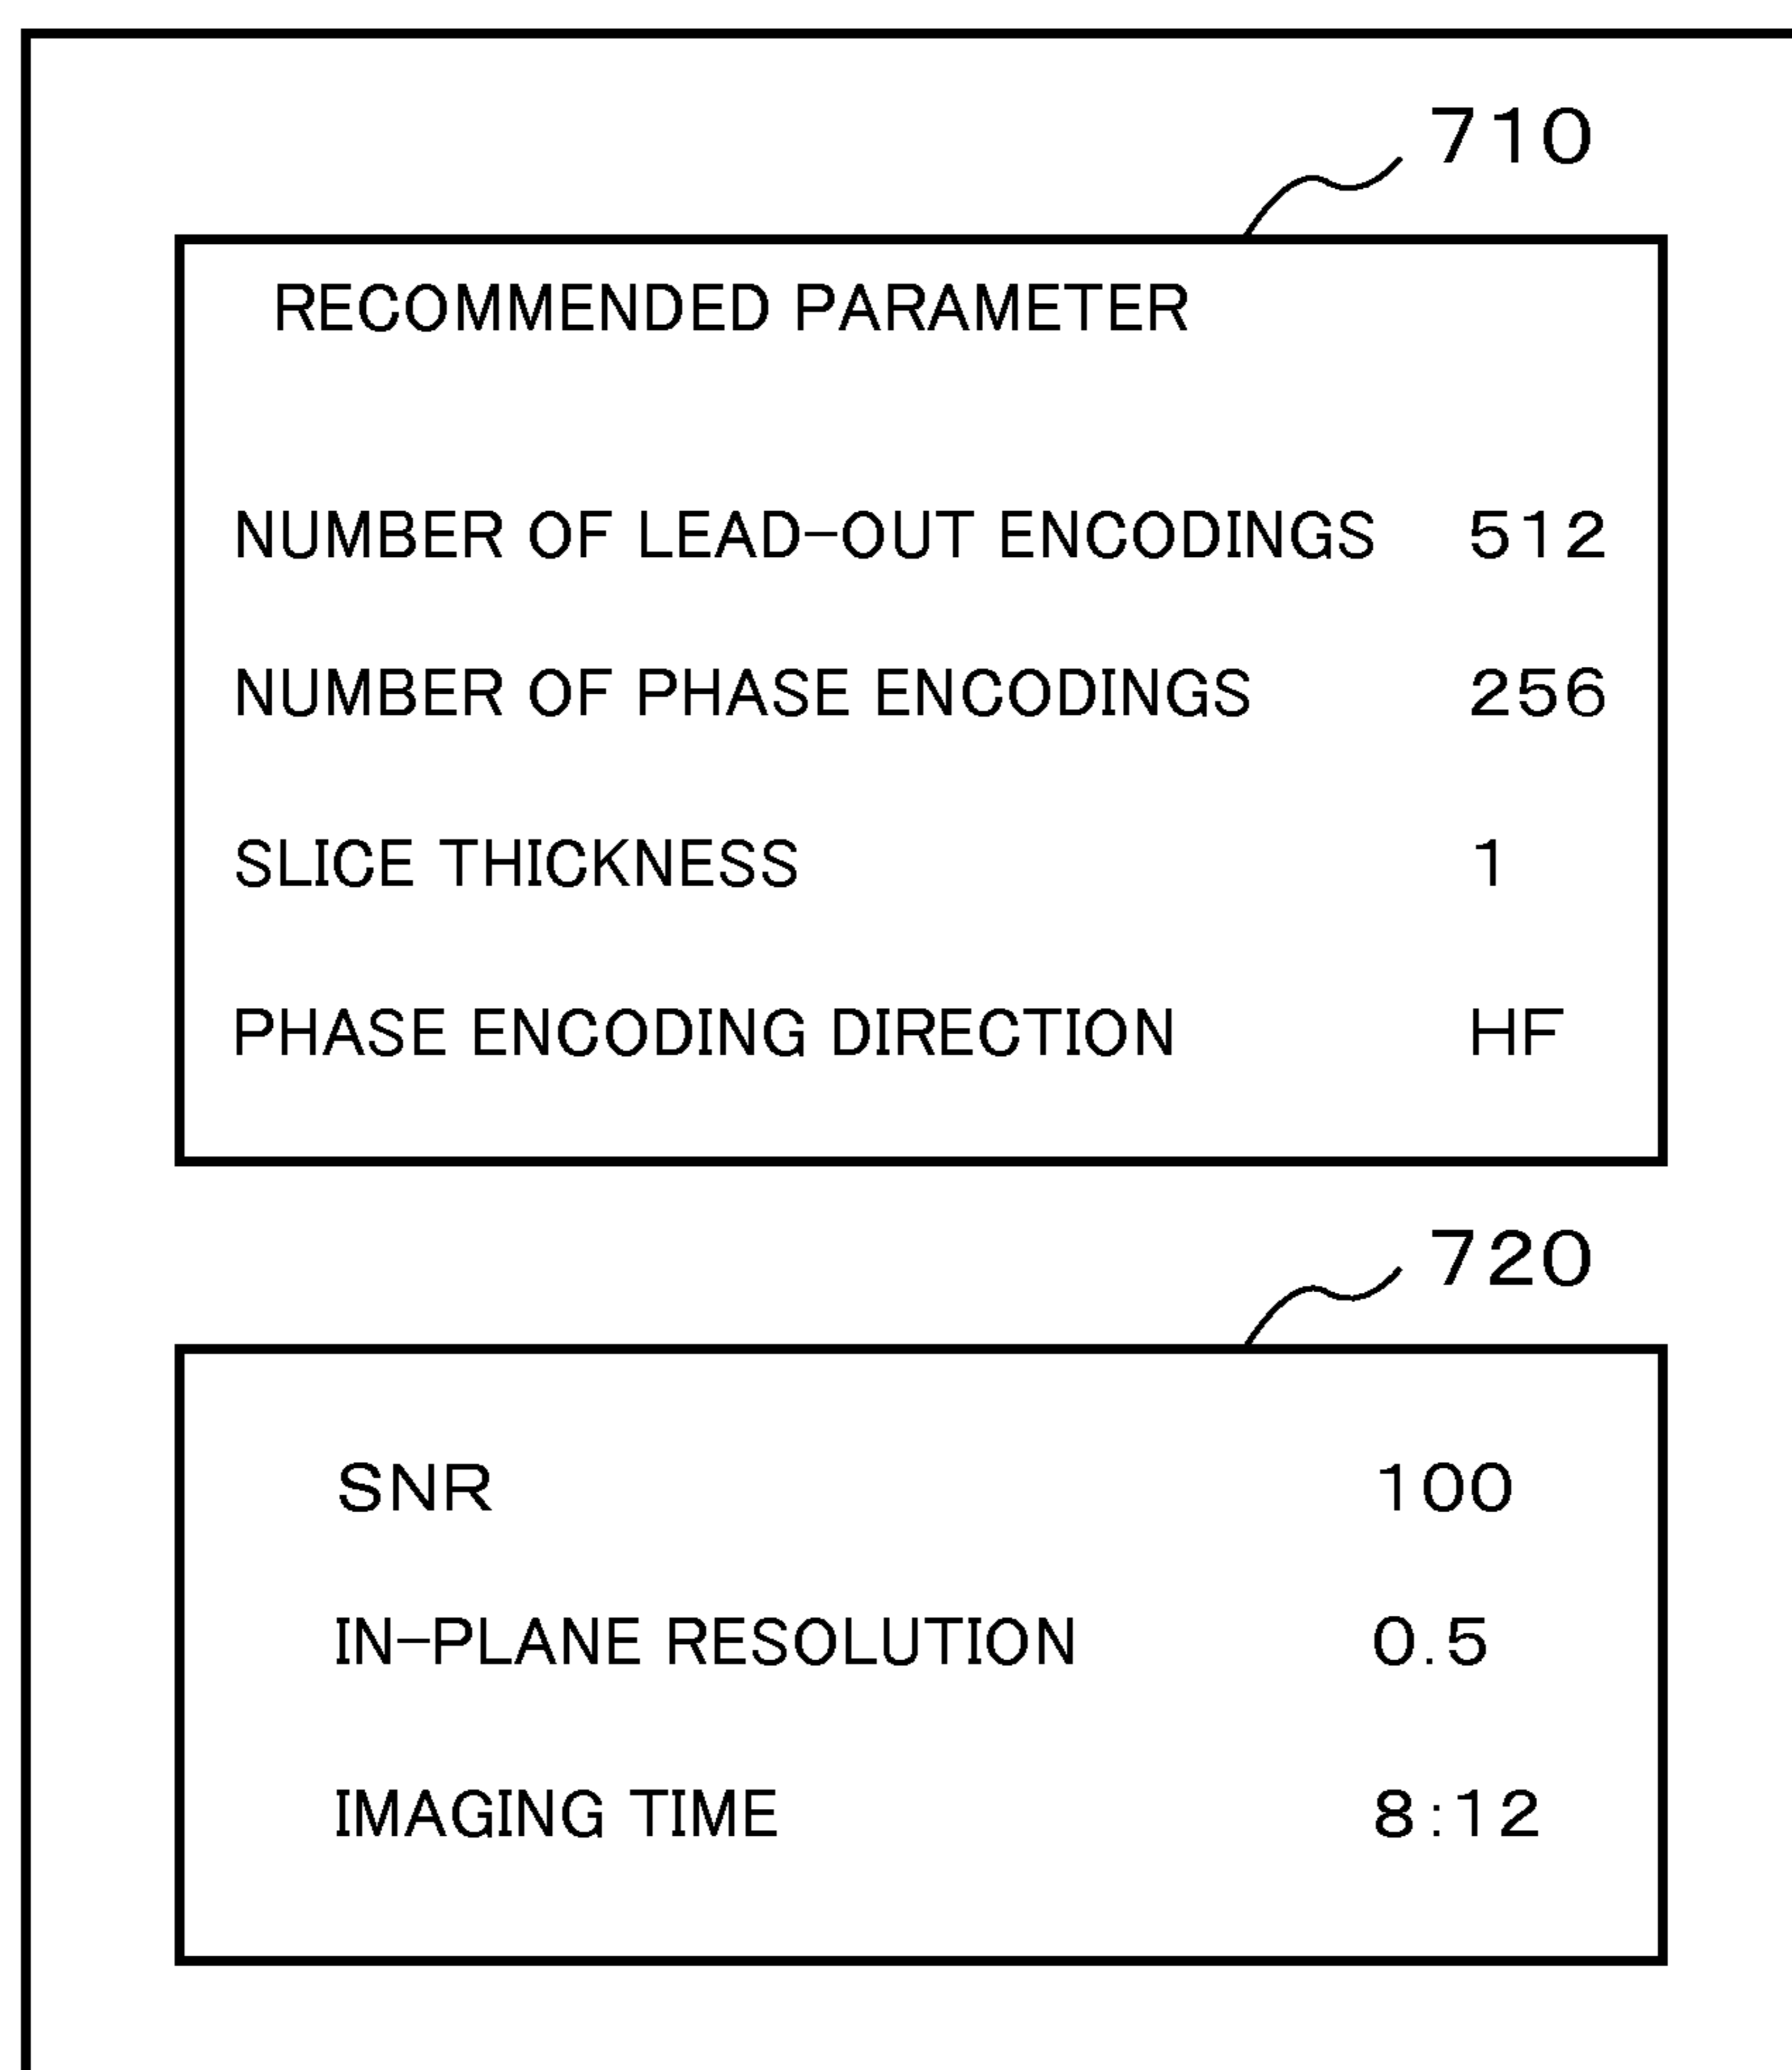 710
RECOMMENDED PARAMETER
NUMBER OF LEAD-OUT ENCODINGS 512
NUMBER OF PHASE ENCODINGS 256
SLICE THICKNESS 1
PHASE ENCODING DIRECTION HF
720
SNR 100
IN-PLANE RESOLUTION 0.5
IMAGING TIME 8:12